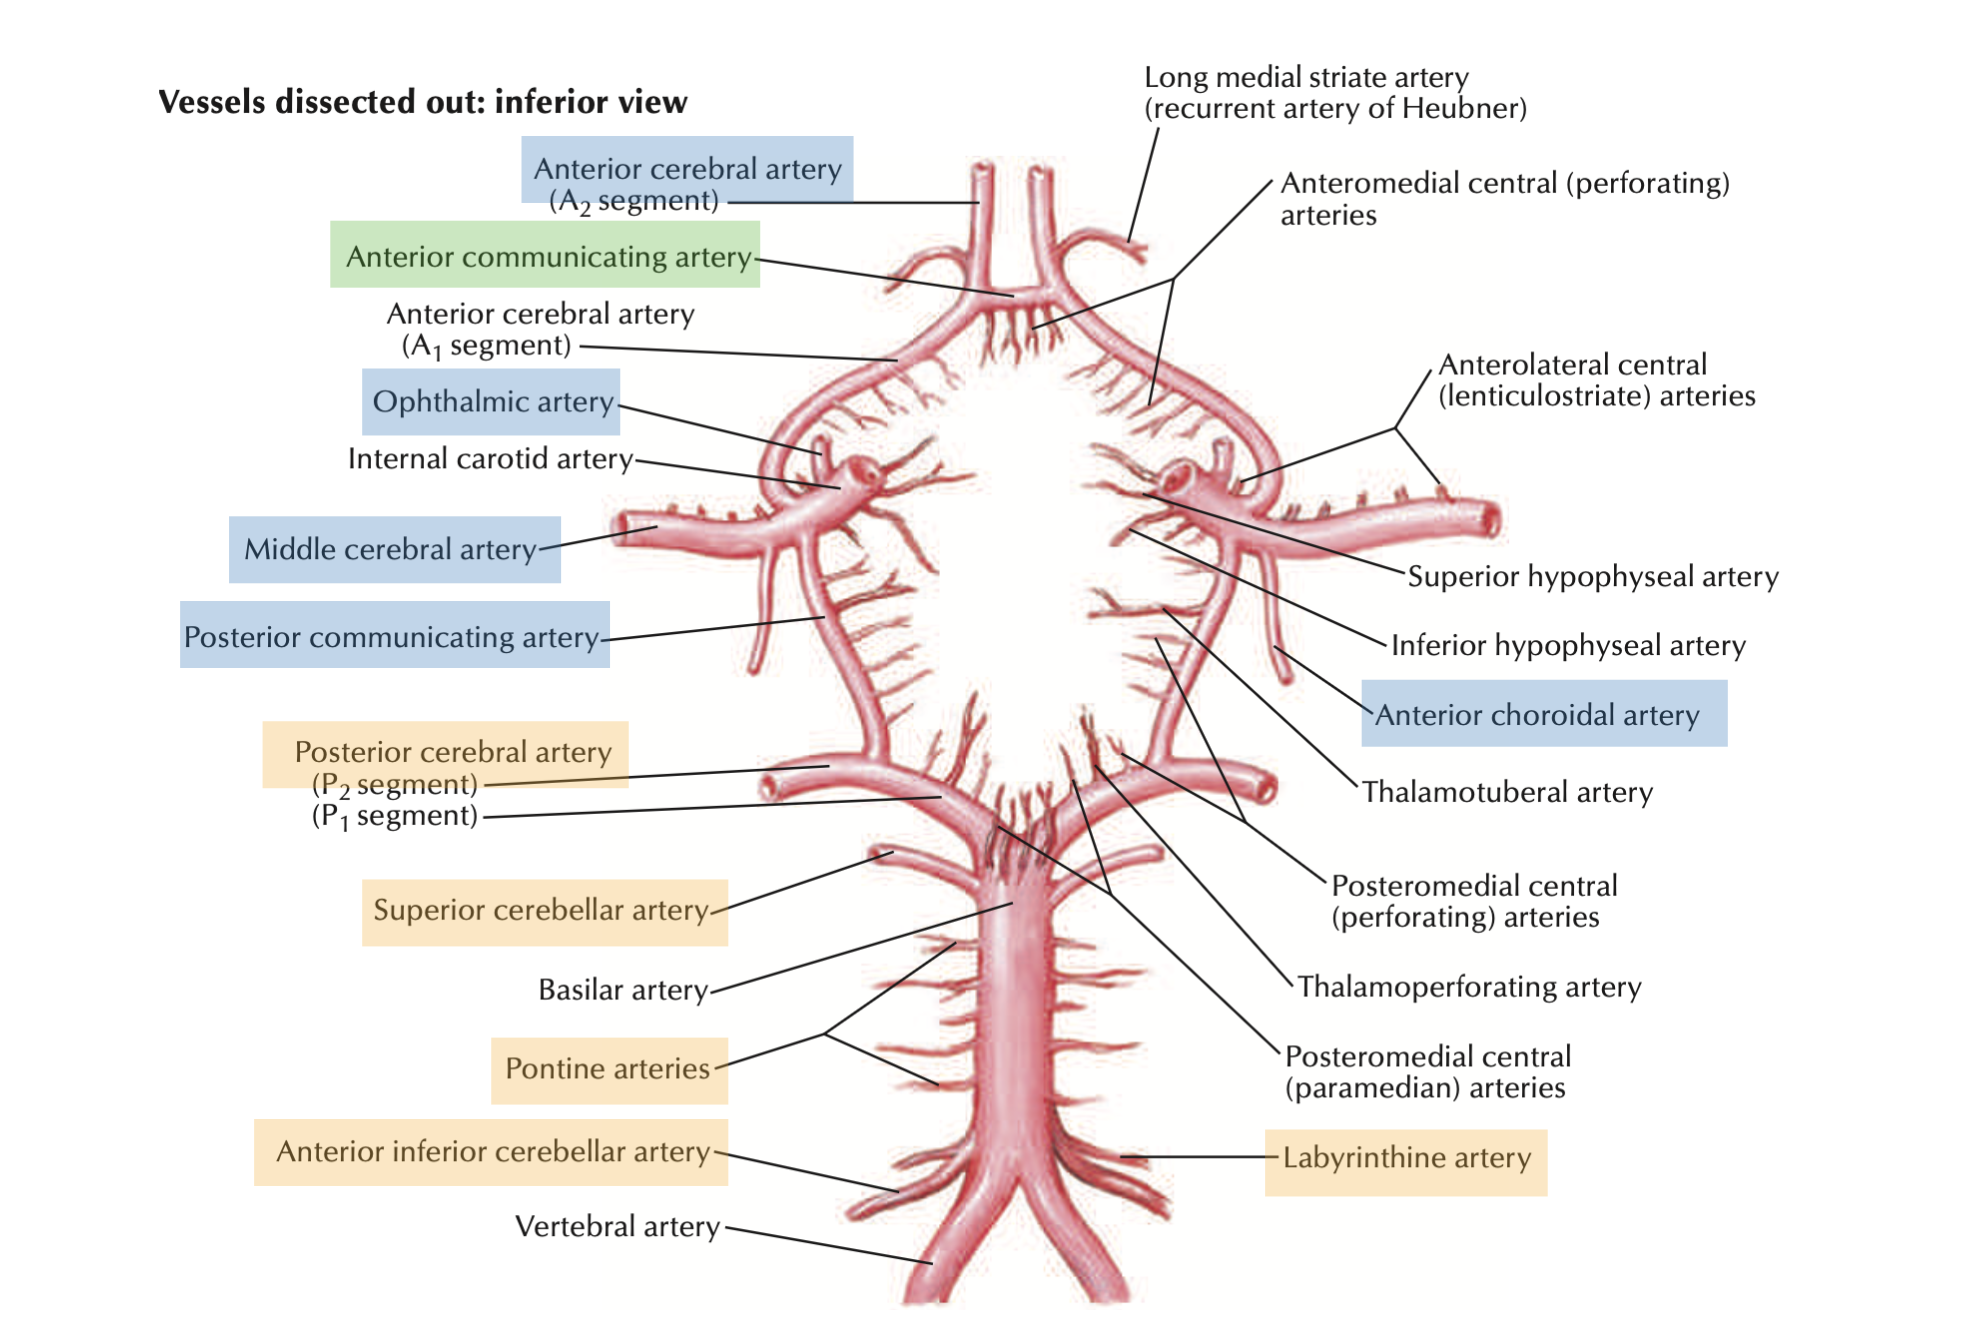 Vessels dissected out: inferior view
Anterior cerebral artery
(A2 segment)
Anterior communicating artery
Anterior cerebral artery
(A1 segment)
Ophthalmic artery
Internal carotid artery
Middle cerebral artery
Posterior communicating artery
Posterior cerebral artery
(P2 segment)
(P1 segment)
Superior cerebellar artery
Basilar artery
Pontine arteries
Anterior inferior cerebellar artery
Vertebral artery
Long medial striate artery
(recurrent artery of Heubner)
Anteromedial central (perforating)
arteries
Anterolateral central
(lenticulostriate) arteries
Superior hypophyseal artery
Inferior hypophyseal artery
Anterior choroidal artery
Thalamotuberal artery
Posteromedial central
(perforating) arteries
Thalamoperforating artery
Posteromedial central
(paramedian) arteries
Labyrinthine artery